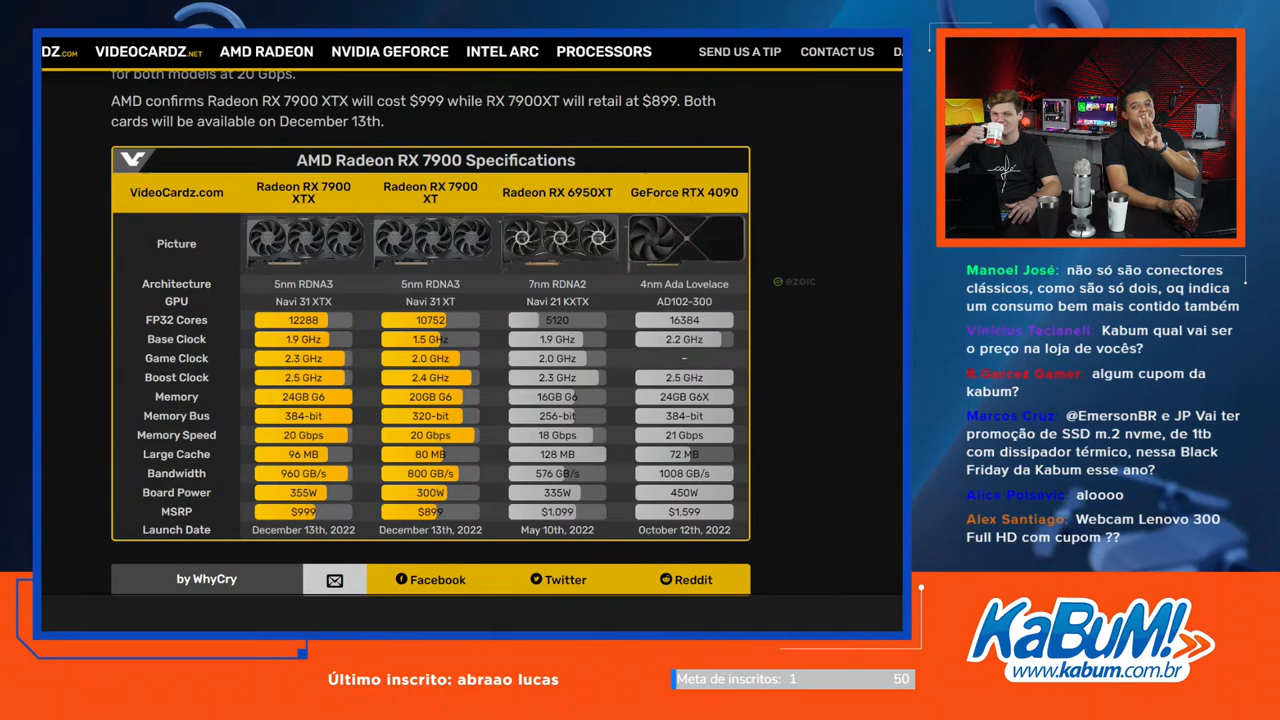 DZ.COM VIDEOCARDZ.NET AMD RADEON NVIDIA GEFORCE INTEL ARC PROCESSORS SEND US A TIP CONTACT US
for both models at 20 Gbps.
AMD confirms Radeon RX 7900 XTX will cost $999 while RX 7900XT will retail at $899. Both
cards will be available on December 13th.
AMD Radeon RX 7900 Specifications
VideoCardz.com Radeon RX 7900 XTX Radeon RX 7900 XT Radeon RX 6950XT GeForce RTX 4090
Picture
Architecture 5nm RDNA3 5nm RDNA3 7nm RDNA2 4nm Ada Lovelace
GPU Navi 31 XTX Navi 31 XT Navi 21 KXTX AD102-300
FP32 Cores 12288 10752 5120 16384
Base Clock 1.9 GHz 1.5 GHz 1.9 GHz 2.2 GHz
Game Clock 2.3 GHz 2.0 GHz 2.0 GHz –
Boost Clock 2.5 GHz 2.4 GHz 2.3 GHz 2.5 GHz
Memory 24GB G6 20GB G6 16GB G6 24GB G6X
Memory Bus 384-bit 320-bit 256-bit 384-bit
Memory Speed 20 Gbps 20 Gbps 18 Gbps 21 Gbps
Large Cache 96 MB 80 MB 128 MB 72 MB
Bandwidth 960 GB/s 800 GB/s 576 GB/s 1008 GB/s
Board Power 355W 300W 335W 450W
MSRP $999 $899 $1,099 $1,599
Launch Date December 13th, 2022 December 13th, 2022 May 10th, 2022 October 12th, 2022
ezoic
by WhyCry Facebook Twitter Reddit
Manoel José: não só são conectores
clássicos, como são só dois, oq indica
um consumo bem mais contido também
Vinicius Tocianeli: Kabum qual vai ser
o preço na loja de vocês?
R.Garcez Gamer: algum cupom da
kabum?
Marcos Cruz: @EmersonBR e JP Vai ter
promoção de SSD m.2 nvme, de 1tb
com dissipador térmico, nessa Black
Friday da Kabum esse ano?
Alice Polsevic: aloooo
Alex Santiago: Webcam Lenovo 300
Full HD com cupom ??
KaBuM!
www.kabum.com.br
Último inscrito: abraao lucas
Meta de inscritos: 1 50